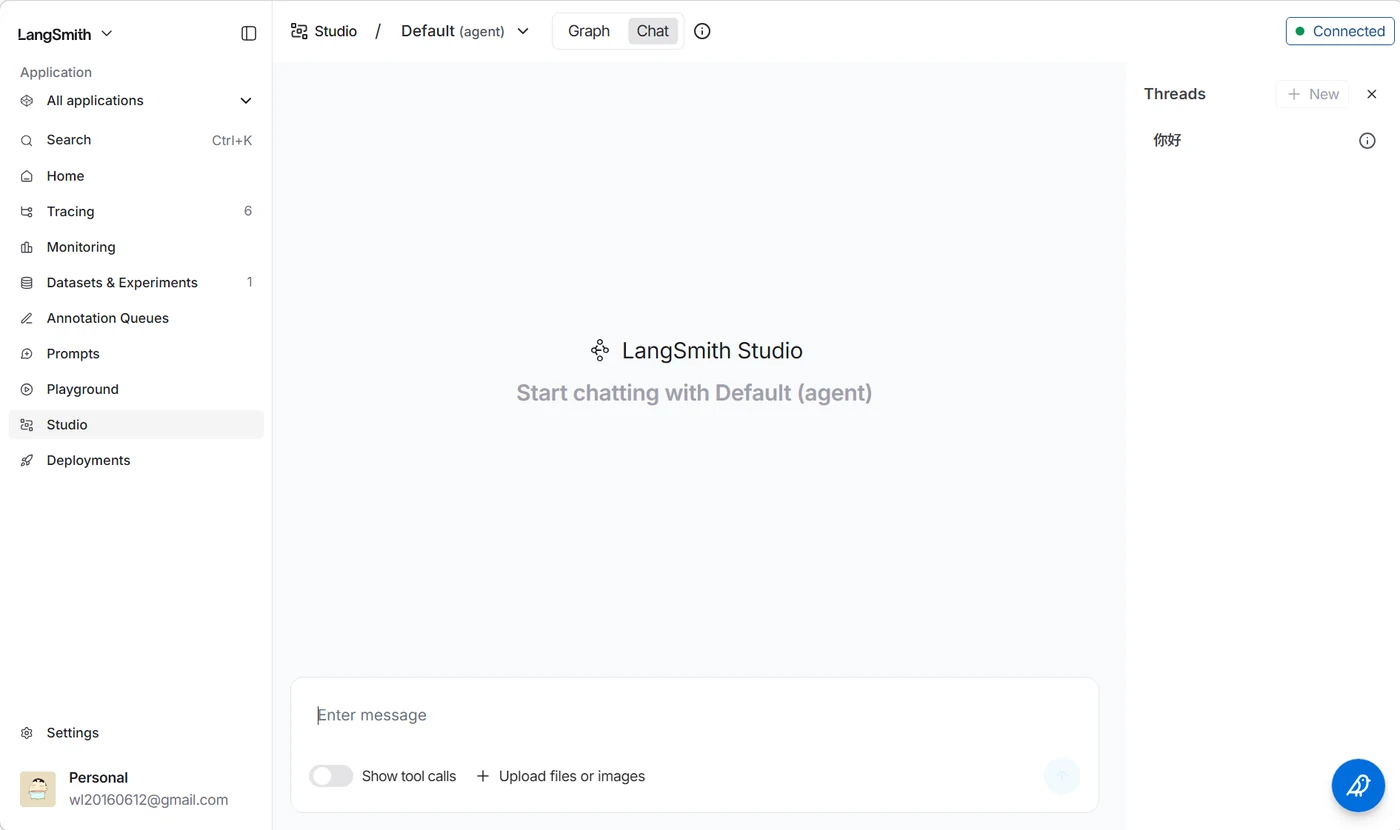 LangSmith
Application
All applications
Search Ctrl+K
Home
Tracing 6
Monitoring
Datasets & Experiments 1
Annotation Queues
Prompts
Playground
Studio
Deployments
Settings
Personal
wl20160612@gmail.com
Studio / Default (agent) Graph Chat
Connected
LangSmith Studio
Start chatting with Default (agent)
Enter message
Show tool calls + Upload files or images
Threads + New ×
你好